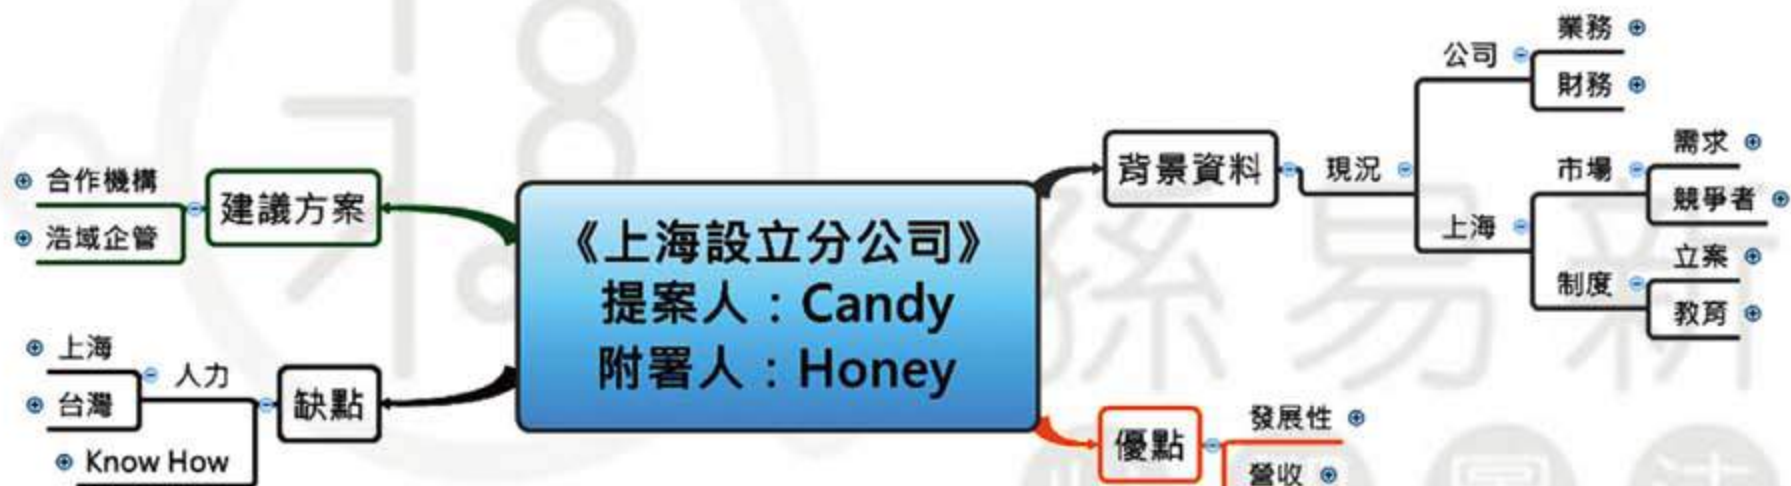 《上海設立分公司》
提案人：Candy
附署人：Honey
背景資料
現況
公司
業務
財務
上海
市場
需求
競爭者
制度
立案
教育
優點
發展性
營收
缺點
人力
上海
台灣
Know How
建議方案
合作機構
浩域企管
孫易新